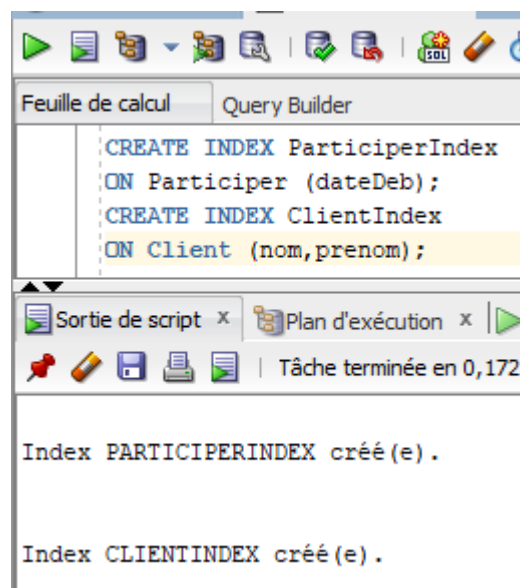 SQL
Feuille de calcul Query Builder
CREATE INDEX ParticiperIndex
ON Participer (dateDeb);
CREATE INDEX ClientIndex
ON Client (nom,prenom);
Sortie de script x Plan d'exécution x
Tâche terminée en 0,172
Index PARTICIPERINDEX créé(e).
Index CLIENTINDEX créé(e).